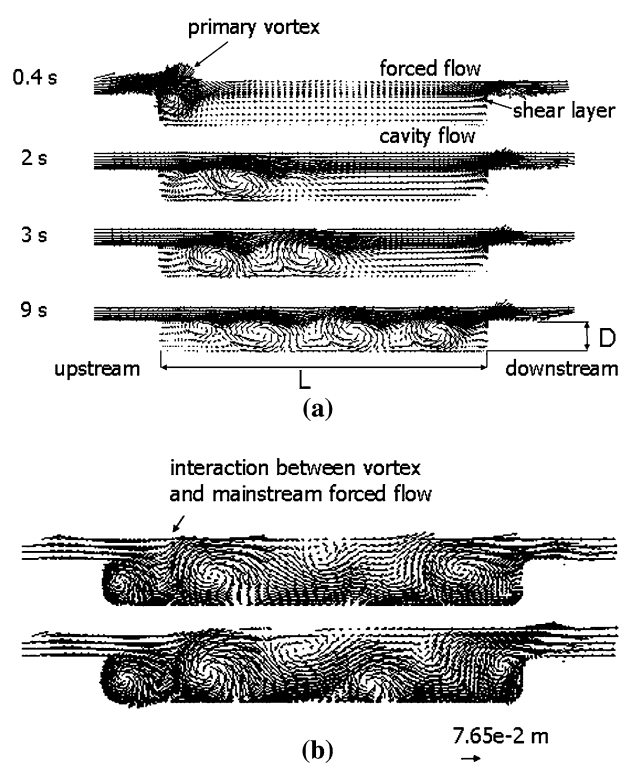 primary vortex
0.4 s
forced flow
shear layer
cavity flow
2 s
3 s
9 s
D
upstream
L
downstream
(a)
interaction between vortex
and mainstream forced flow
7.65e-2 m
(b)